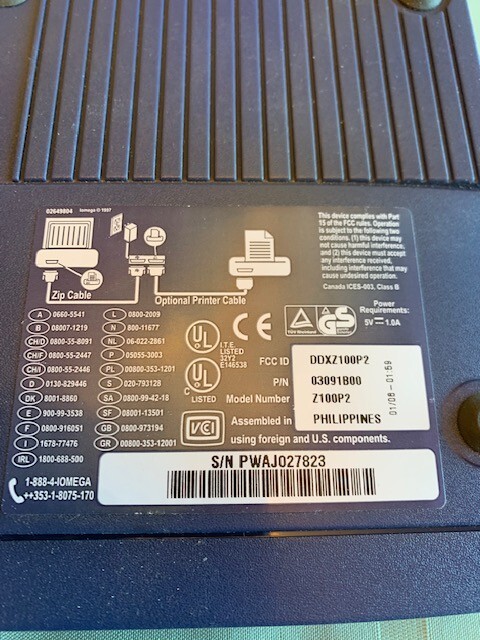 02649804 Iomega © 1997
This device complies with Part
15 of the FCC rules. Operation
is subject to the following two
conditions. (1) this device may
not cause harmful interference,
and (2) this device must accept
any interference received,
including interference that may
cause undesired operation.
Canada ICES-003, Class B
Zip Cable
Optional Printer Cable
Power
Requirements:
5V 1.0A
A 0660-5541
B 08007-1219
CH/D 0800-55-8091
CH/F 0800-55-2447
CH/I 0800-55-2446
D 0130-829446
DK 8001-8860
E 900-99-3538
F 0800-916051
I 1678-77476
IRL 1800-688-500
L 0800-2009
N 800-11677
NL 06-022-2861
P 05055-3003
PL 00800-353-1201
S 020-793128
SA 0800-99-42-18
SF 08001-13501
GB 0800-973194
GR 00800-353-12001
1-888-4-IOMEGA
++353-1-8075-170
UL
I.T.E.
LISTED
32Y2
E146538
C UL
LISTED
CE
TÜV Rheinland
GS
VCI
FCC ID DDXZ100P2
P/N 03091B00
Model Number Z100P2
Assembled in PHILIPPINES
using foreign and U.S. components.
01/06-01:59
S/N PWAJ027823